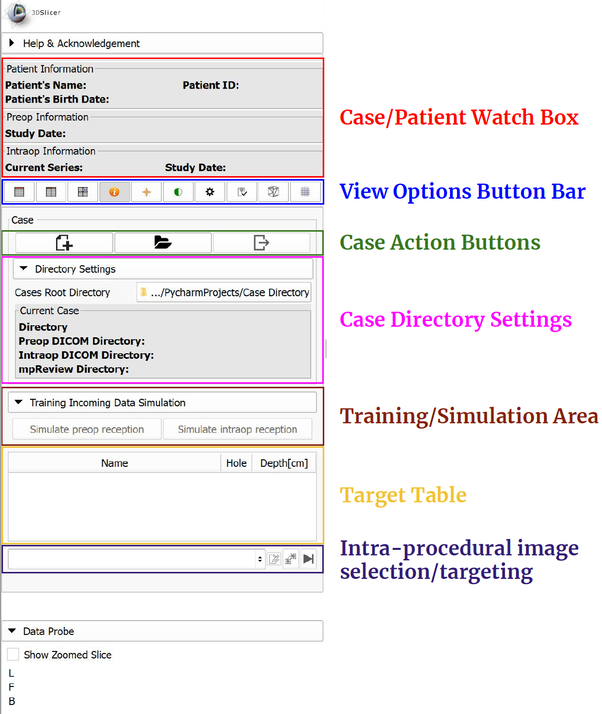 3DSlicer
Help & Acknowledgement
Patient Information
Patient's Name: Patient ID:
Patient's Birth Date:
Case/Patient Watch Box
Preop Information
Study Date:
Intraop Information
Current Series: Study Date:
View Options Button Bar
Case
Case Action Buttons
Directory Settings
Cases Root Directory .../PycharmProjects/Case Directory
Case Directory Settings
Current Case
Directory
Preop DICOM Directory:
Intraop DICOM Directory:
mpReview Directory:
Training Incoming Data Simulation
Training/Simulation Area
Simulate preop reception Simulate intraop reception
Name Hole Depth[cm]
Target Table
Intra-procedural image
selection/targeting
Data Probe
Show Zoomed Slice
L
F
B